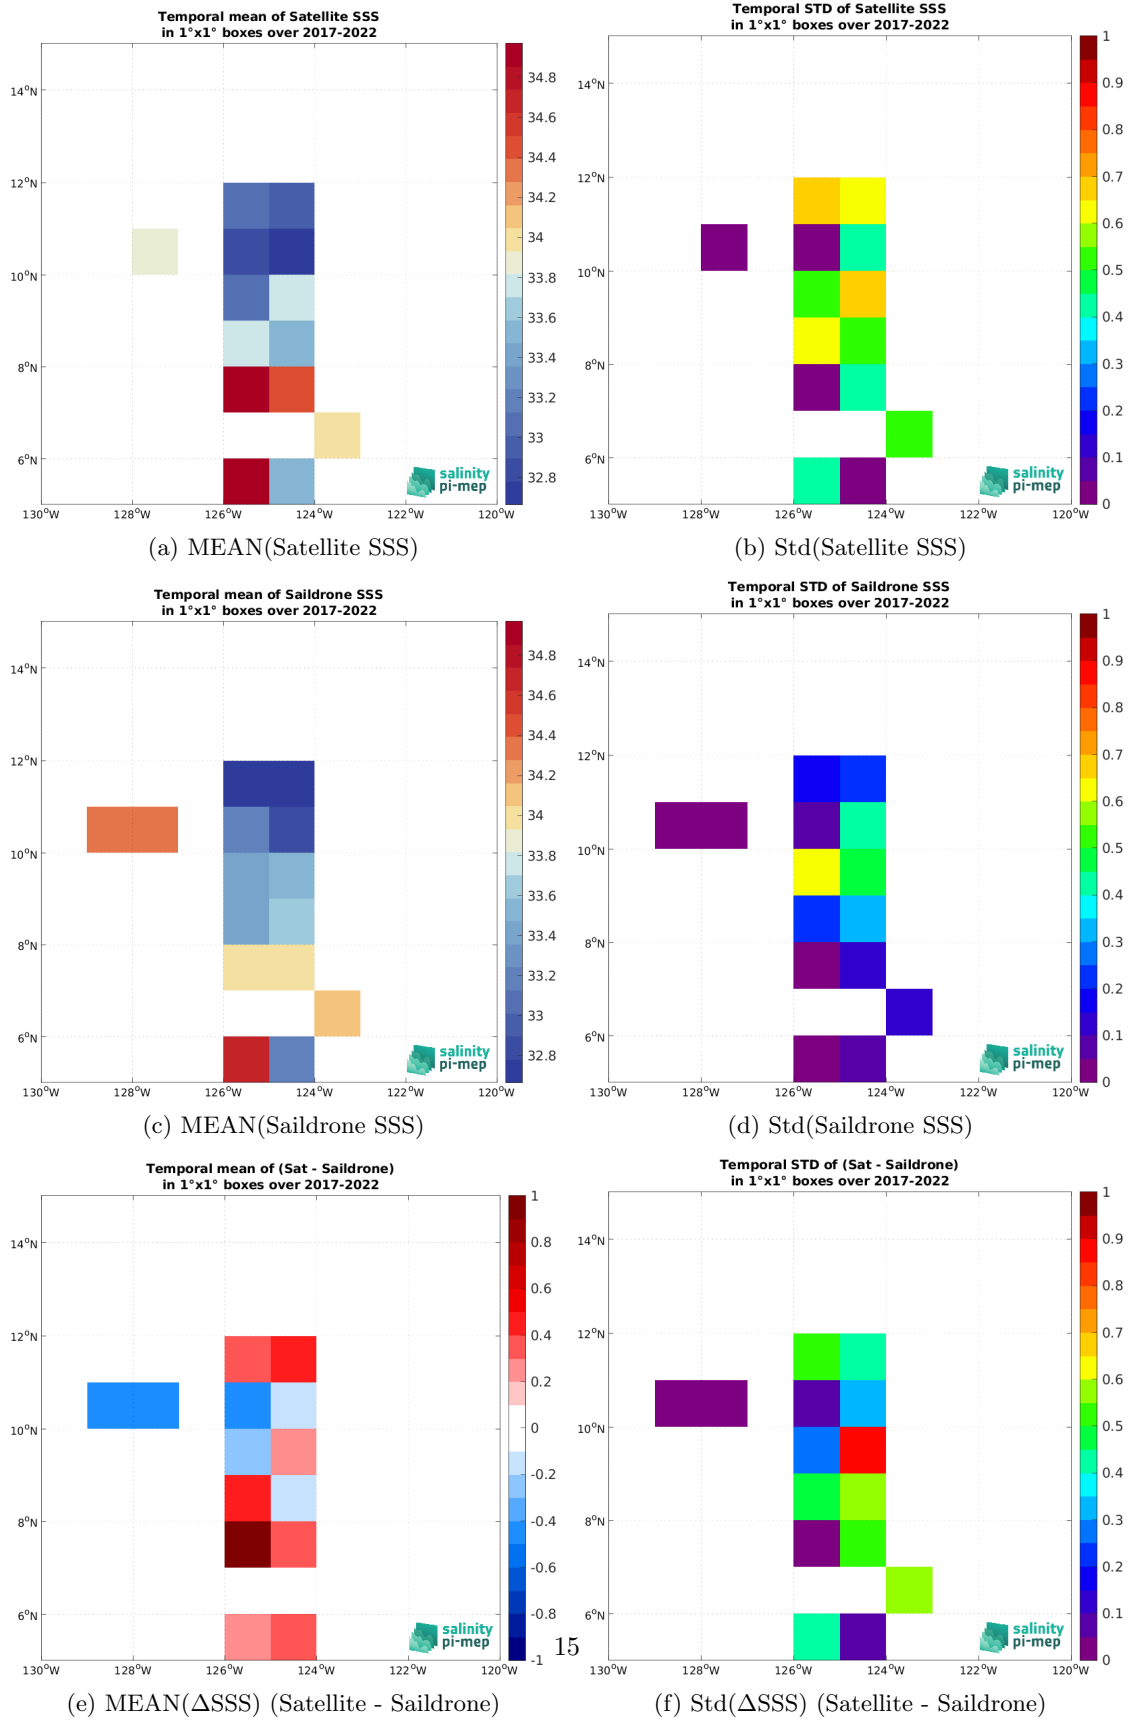 Temporal mean of Satellite SSS
in 1°x1° boxes over 2017-2022
14°N
12°N
10°N
8°N
6°N
130°W
128°W
126°W
124°W
122°W
120°W
34.8
34.6
34.4
34.2
34
33.8
33.6
33.4
33.2
33
32.8
salinity
pi-mep
(a) MEAN(Satellite SSS)
Temporal STD of Satellite SSS
in 1°x1° boxes over 2017-2022
14°N
12°N
10°N
8°N
6°N
130°W
128°W
126°W
124°W
122°W
120°W
1
0.9
0.8
0.7
0.6
0.5
0.4
0.3
0.2
0.1
0
salinity
pi-mep
(b) Std(Satellite SSS)
Temporal mean of Saildrone SSS
in 1°x1° boxes over 2017-2022
14°N
12°N
10°N
8°N
6°N
130°W
128°W
126°W
124°W
122°W
120°W
34.8
34.6
34.4
34.2
34
33.8
33.6
33.4
33.2
33
32.8
salinity
pi-mep
(c) MEAN(Saildrone SSS)
Temporal STD of Saildrone SSS
in 1°x1° boxes over 2017-2022
14°N
12°N
10°N
8°N
6°N
130°W
128°W
126°W
124°W
122°W
120°W
1
0.9
0.8
0.7
0.6
0.5
0.4
0.3
0.2
0.1
0
salinity
pi-mep
(d) Std(Saildrone SSS)
Temporal mean of (Sat - Saildrone)
in 1°x1° boxes over 2017-2022
14°N
12°N
10°N
8°N
6°N
130°W
128°W
126°W
124°W
122°W
120°W
1
0.8
0.6
0.4
0.2
0
-0.2
-0.4
-0.6
-0.8
-1
salinity
pi-mep
(e) MEAN(ΔSSS) (Satellite - Saildrone)
Temporal STD of (Sat - Saildrone)
in 1°x1° boxes over 2017-2022
14°N
12°N
10°N
8°N
6°N
130°W
128°W
126°W
124°W
122°W
120°W
1
0.9
0.8
0.7
0.6
0.5
0.4
0.3
0.2
0.1
0
salinity
pi-mep
(f) Std(ΔSSS) (Satellite - Saildrone)
15